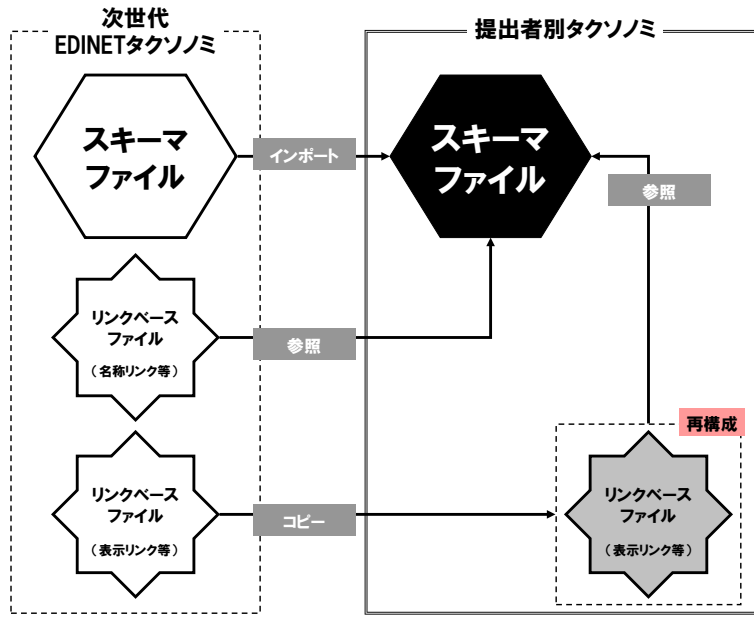 次世代
EDINETタクソノミ
提出者別タクソノミ
スキーマ
ファイル
インポート
スキーマ
ファイル
参照
リンクベース
ファイル
（名称リンク等）
参照
再構成
リンクベース
ファイル
（表示リンク等）
コピー
リンクベース
ファイル
（表示リンク等）